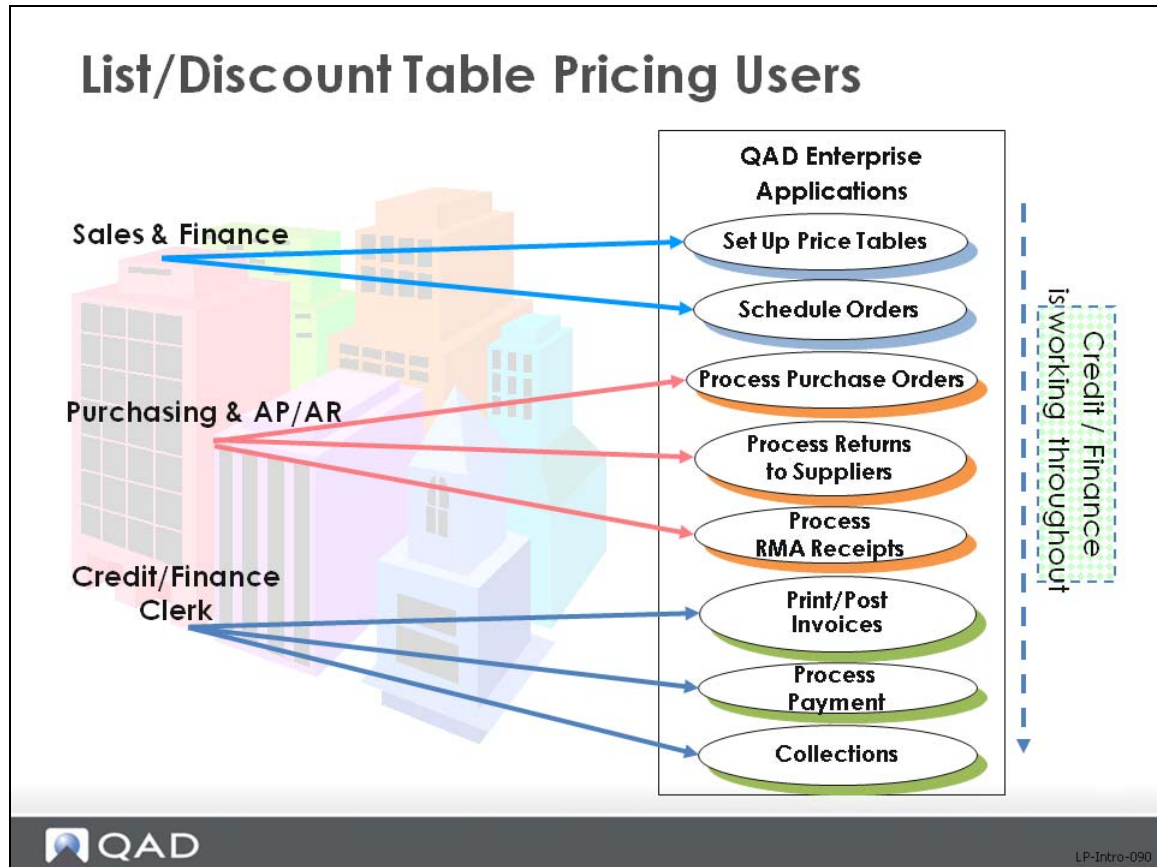 List/Discount Table Pricing Users
QAD Enterprise
Applications
Sales & Finance
Set Up Price Tables
Schedule Orders
Purchasing & AP/AR
Process Purchase Orders
Process Returns
to Suppliers
Process
RMA Receipts
Credit/Finance
Clerk
Print/Post
Invoices
Process
Payment
Collections
Credit / Finance
is working throughout
QAD
LP-Intro-090